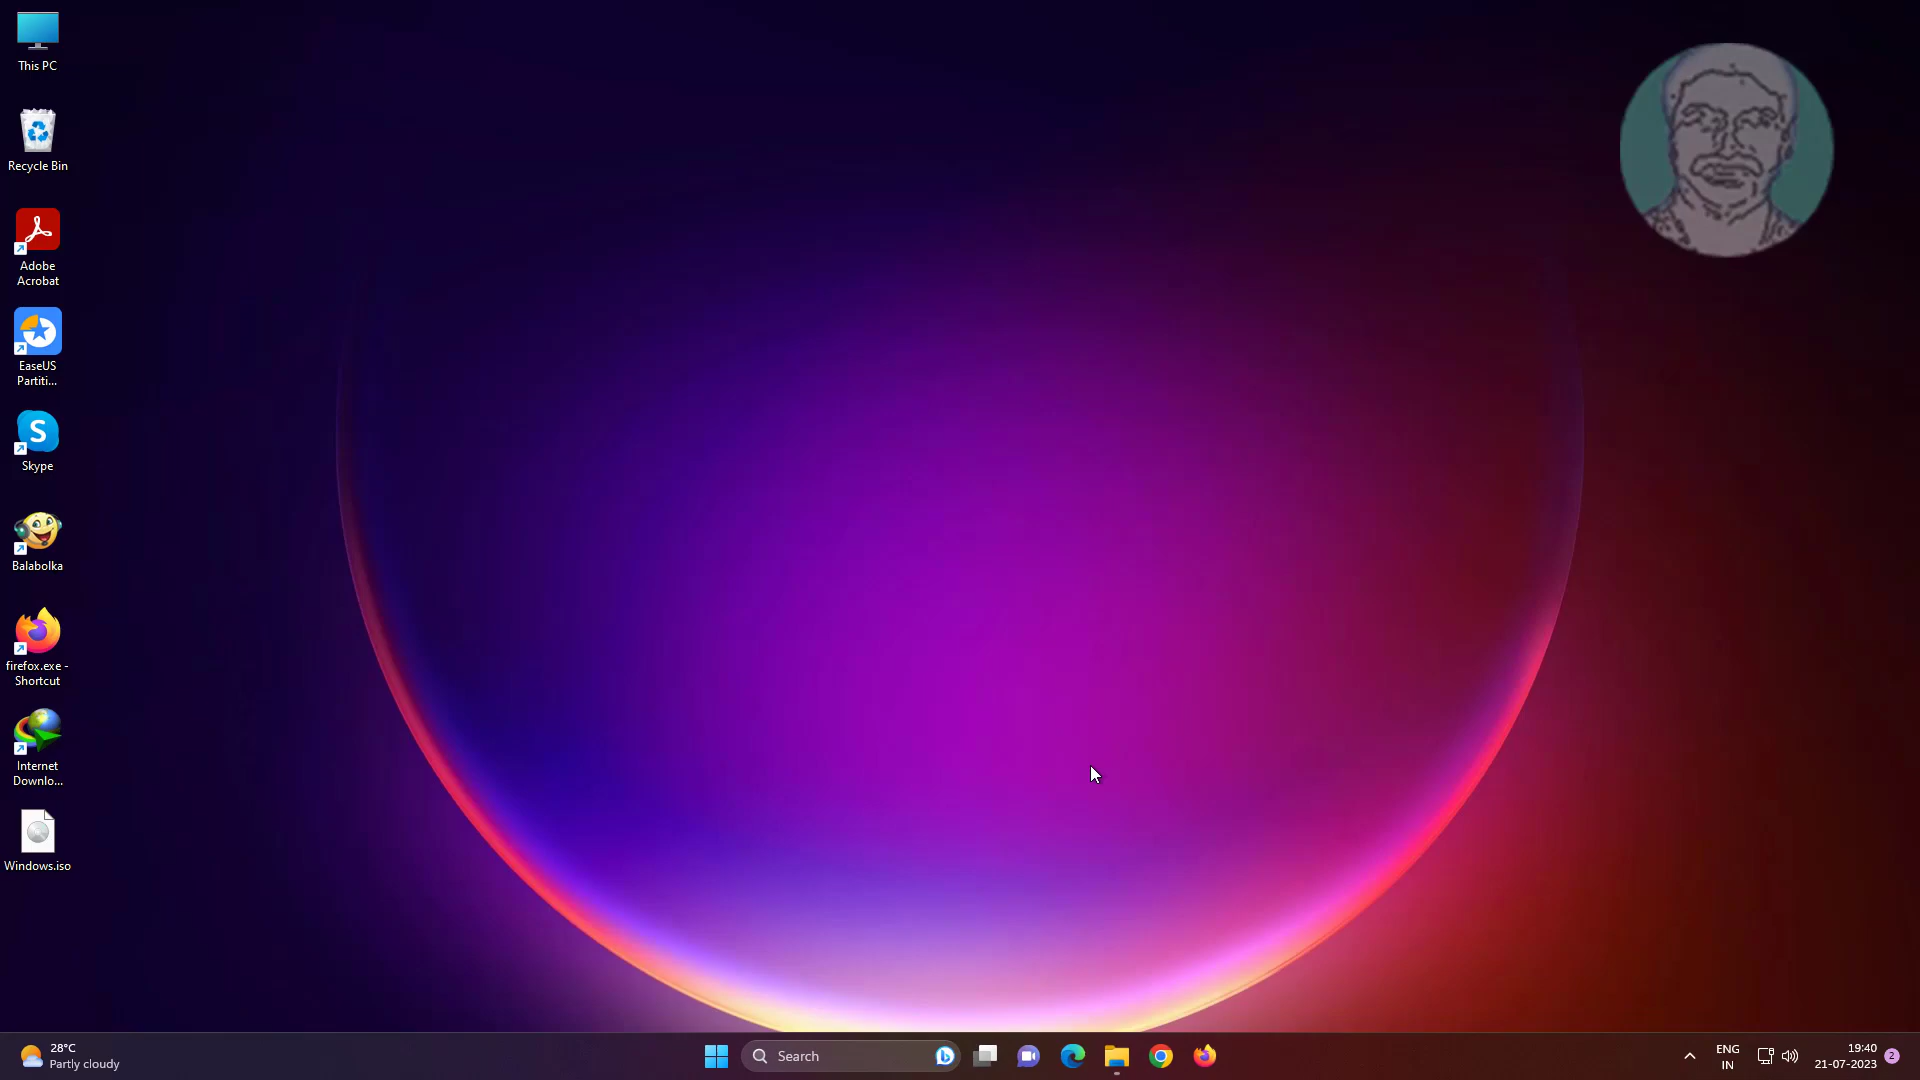 This PC
Recycle Bin
Adobe
Acrobat
EaseUS
Partiti...
Skype
Balabolka
firefox.exe -
Shortcut
Internet
Downlo...
Windows.iso
28°C
Partly cloudy
Search
ENG
IN
19:40
21-07-2023
2